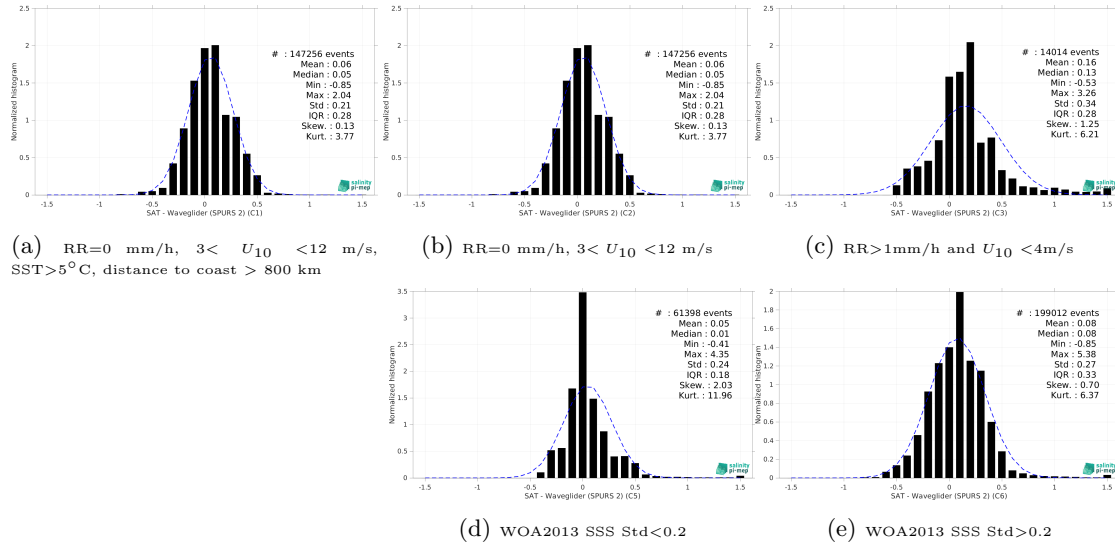 2.5
2
1.5
1
0.5
0
Normalized histogram
# : 147256 events
Mean : 0.06
Median : 0.05
Min : -0.85
Max : 2.04
Std : 0.21
IQR : 0.28
Skew. : 0.13
Kurt. : 3.77
salinity
pi-mep
-1.5 -1 -0.5 0 0.5 1 1.5
SAT - Waveglider (SPURS 2) (C1)
(a) RR=0 mm/h, 3< U10 <12 m/s,
SST>5°C, distance to coast > 800 km
2.5
2
1.5
1
0.5
0
Normalized histogram
# : 147256 events
Mean : 0.06
Median : 0.05
Min : -0.85
Max : 2.04
Std : 0.21
IQR : 0.28
Skew. : 0.13
Kurt. : 3.77
salinity
pi-mep
-1.5 -1 -0.5 0 0.5 1 1.5
SAT - Waveglider (SPURS 2) (C2)
(b) RR=0 mm/h, 3< U10 <12 m/s
2.5
2
1.5
1
0.5
0
Normalized histogram
# : 14014 events
Mean : 0.16
Median : 0.13
Min : -0.53
Max : 3.26
Std : 0.34
IQR : 0.28
Skew. : 1.25
Kurt. : 6.21
salinity
pi-mep
-1.5 -1 -0.5 0 0.5 1 1.5
SAT - Waveglider (SPURS 2) (C3)
(c) RR>1mm/h and U10 <4m/s
3.5
3
2.5
2
1.5
1
0.5
0
Normalized histogram
# : 61398 events
Mean : 0.05
Median : 0.01
Min : -0.41
Max : 4.35
Std : 0.24
IQR : 0.18
Skew. : 2.03
Kurt. : 11.96
salinity
pi-mep
-1.5 -1 -0.5 0 0.5 1 1.5
SAT - Waveglider (SPURS 2) (C5)
(d) WOA2013 SSS Std<0.2
2
1.8
1.6
1.4
1.2
1
0.8
0.6
0.4
0.2
0
Normalized histogram
# : 199012 events
Mean : 0.08
Median : 0.08
Min : -0.85
Max : 5.38
Std : 0.27
IQR : 0.33
Skew. : 0.70
Kurt. : 6.37
salinity
pi-mep
-1.5 -1 -0.5 0 0.5 1 1.5
SAT - Waveglider (SPURS 2) (C6)
(e) WOA2013 SSS Std>0.2